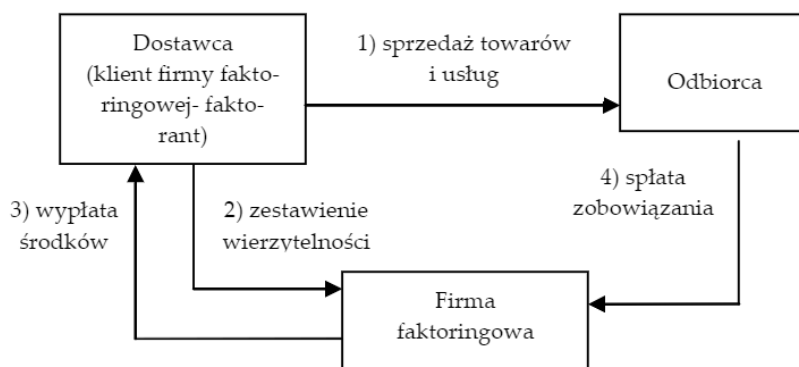 Dostawca
(klient firmy fakto-
ringowej- fakto-
rant)
1) sprzedaż towarów
i usług
Odbiorca
3) wypłata
środków
2) zestawienie
wierzytelności
4) spłata
zobowiązania
Firma
faktoringowa